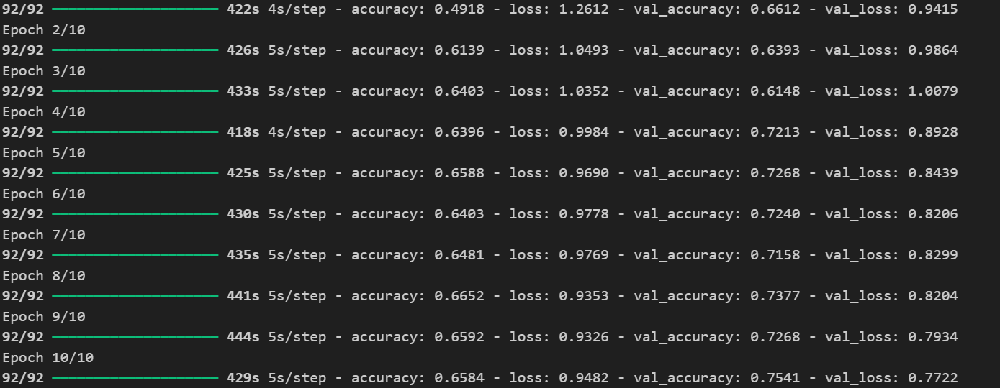 92/92 ━━━━━━━━━━━━━━━━━━━━ 422s 4s/step - accuracy: 0.4918 - loss: 1.2612 - val_accuracy: 0.6612 - val_loss: 0.9415
Epoch 2/10
92/92 ━━━━━━━━━━━━━━━━━━━━ 426s 5s/step - accuracy: 0.6139 - loss: 1.0493 - val_accuracy: 0.6393 - val_loss: 0.9864
Epoch 3/10
92/92 ━━━━━━━━━━━━━━━━━━━━ 433s 5s/step - accuracy: 0.6403 - loss: 1.0352 - val_accuracy: 0.6148 - val_loss: 1.0079
Epoch 4/10
92/92 ━━━━━━━━━━━━━━━━━━━━ 418s 4s/step - accuracy: 0.6396 - loss: 0.9984 - val_accuracy: 0.7213 - val_loss: 0.8928
Epoch 5/10
92/92 ━━━━━━━━━━━━━━━━━━━━ 425s 5s/step - accuracy: 0.6588 - loss: 0.9690 - val_accuracy: 0.7268 - val_loss: 0.8439
Epoch 6/10
92/92 ━━━━━━━━━━━━━━━━━━━━ 430s 5s/step - accuracy: 0.6403 - loss: 0.9778 - val_accuracy: 0.7240 - val_loss: 0.8206
Epoch 7/10
92/92 ━━━━━━━━━━━━━━━━━━━━ 435s 5s/step - accuracy: 0.6481 - loss: 0.9769 - val_accuracy: 0.7158 - val_loss: 0.8299
Epoch 8/10
92/92 ━━━━━━━━━━━━━━━━━━━━ 441s 5s/step - accuracy: 0.6652 - loss: 0.9353 - val_accuracy: 0.7377 - val_loss: 0.8204
Epoch 9/10
92/92 ━━━━━━━━━━━━━━━━━━━━ 444s 5s/step - accuracy: 0.6592 - loss: 0.9326 - val_accuracy: 0.7268 - val_loss: 0.7934
Epoch 10/10
92/92 ━━━━━━━━━━━━━━━━━━━━ 429s 5s/step - accuracy: 0.6584 - loss: 0.9482 - val_accuracy: 0.7541 - val_loss: 0.7722